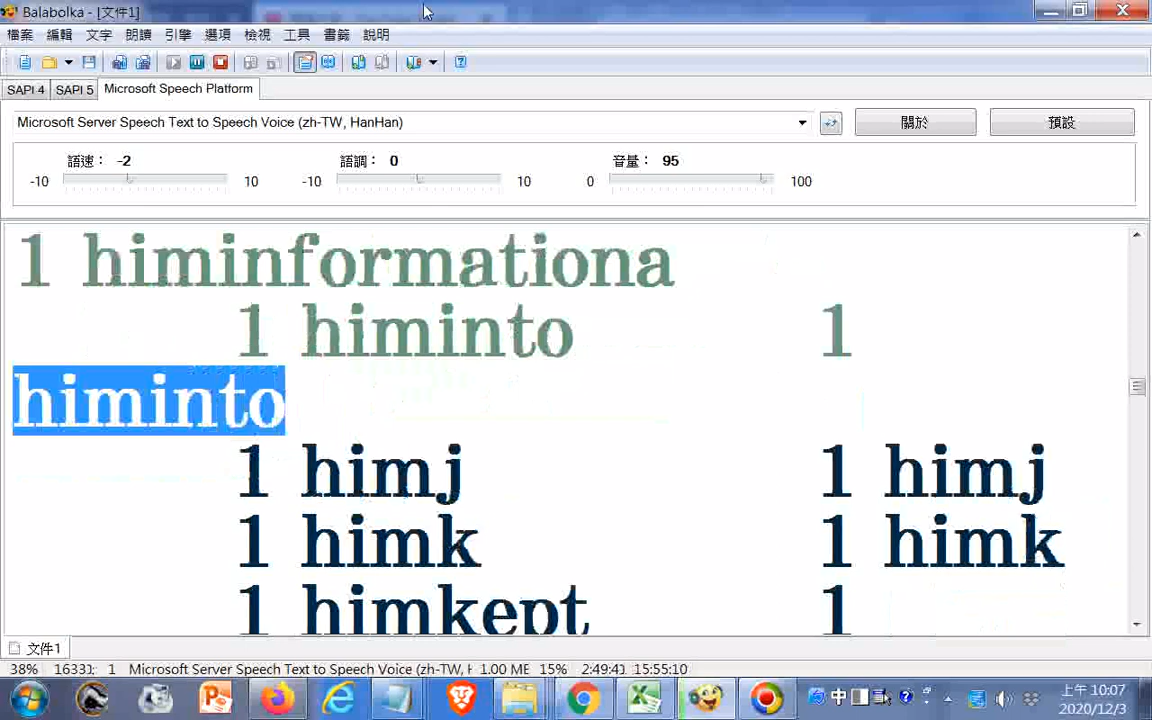 Balabolka - [文件1]
檔案 編輯 文字 朗讀 引擎 選項 檢視 工具 書籤 說明
SAPI 4 SAPI 5 Microsoft Speech Platform
Microsoft Server Speech Text to Speech Voice (zh-TW, HanHan) 關於 預設
語速： -2 語調： 0 音量： 95
-10 10 -10 10 0 100
1 himinformationa
1 himinto 1
himinto
1 himj 1 himj
1 himk 1 himk
1 himkept 1
文件1
38% 16331 1 Microsoft Server Speech Text to Speech Voice (zh-TW, H 1.00 ME 15% 2:49:41 15:55:10
中 上午 10:07
2020/12/3